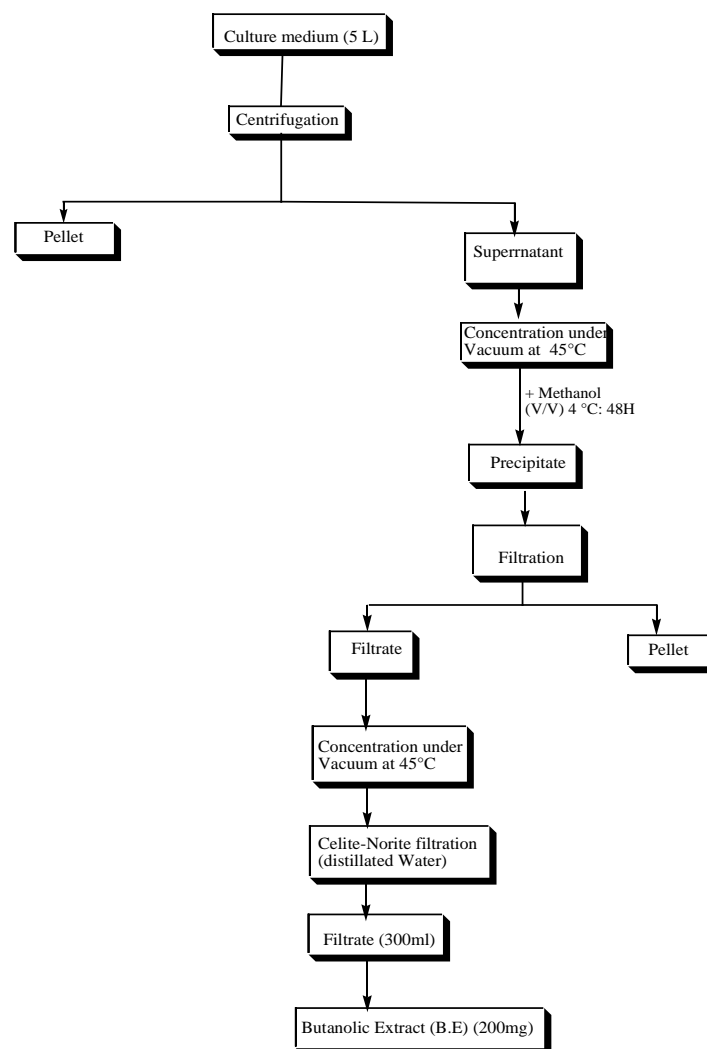 Culture medium (5 L)
Centrifugation
Pellet
Superrnatant
Concentration under
Vacuum at 45°C
+ Methanol
(V/V) 4 °C: 48H
Precipitate
Filtration
Filtrate
Pellet
Concentration under
Vacuum at 45°C
Celite-Norite filtration
(distillated Water)
Filtrate (300ml)
Butanolic Extract (B.E) (200mg)